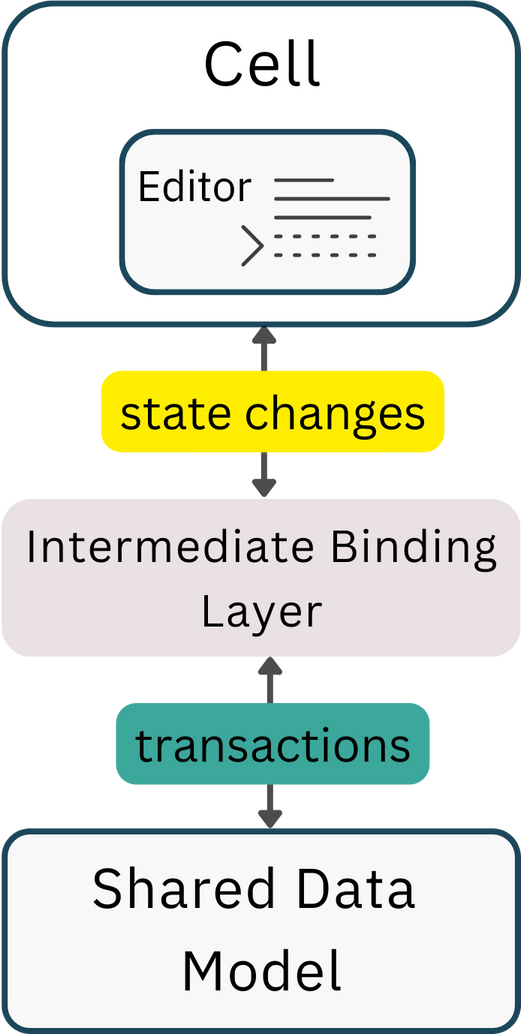 Cell
Editor
state changes
Intermediate Binding
Layer
transactions
Shared Data
Model